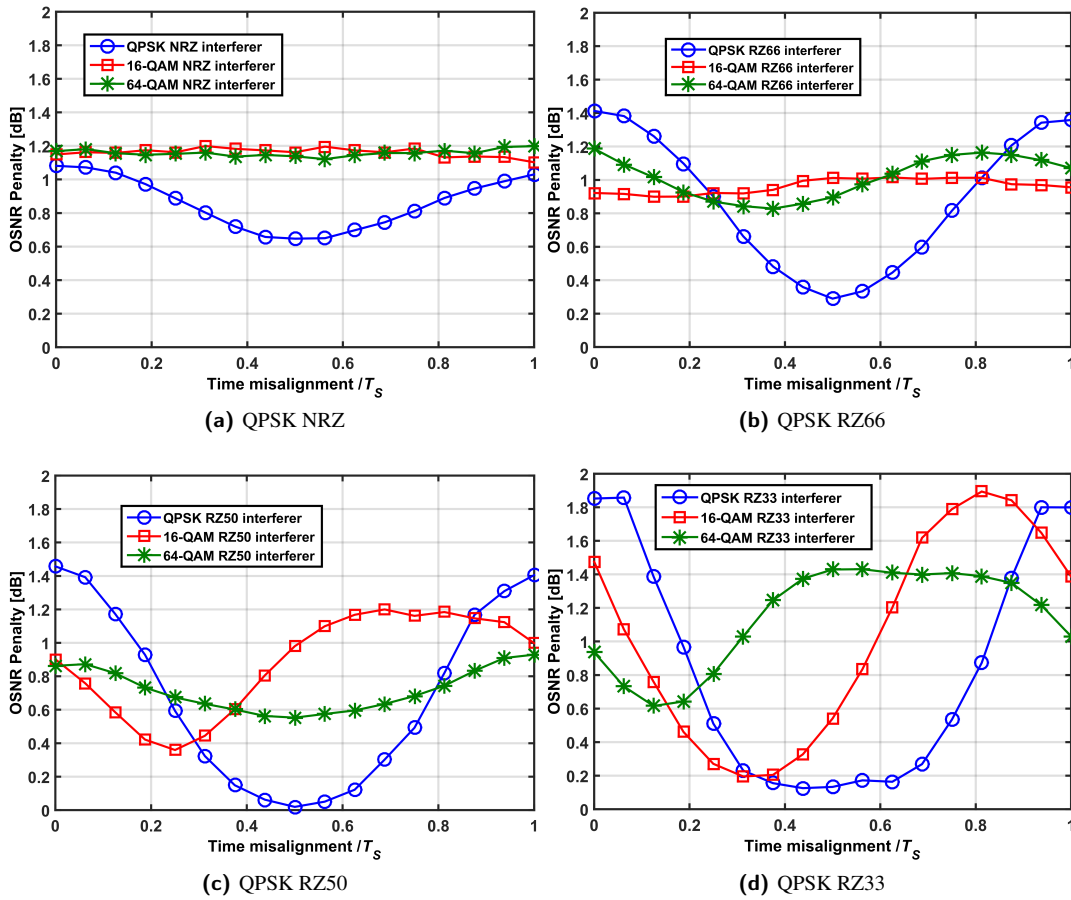 2
1.8
1.6
1.4
1.2
1
0.8
0.6
0.4
0.2
0
OSNR Penalty [dB]
QPSK NRZ interferer
16-QAM NRZ interferer
64-QAM NRZ interferer
0 0.2 0.4 0.6 0.8 1
Time misalignment /T_S
(a) QPSK NRZ
2
1.8
1.6
1.4
1.2
1
0.8
0.6
0.4
0.2
0
OSNR Penalty [dB]
QPSK RZ66 interferer
16-QAM RZ66 interferer
64-QAM RZ66 interferer
0 0.2 0.4 0.6 0.8 1
Time misalignment /T_S
(b) QPSK RZ66
2
1.8
1.6
1.4
1.2
1
0.8
0.6
0.4
0.2
0
OSNR Penalty [dB]
QPSK RZ50 interferer
16-QAM RZ50 interferer
64-QAM RZ50 interferer
0 0.2 0.4 0.6 0.8 1
Time misalignment /T_S
(c) QPSK RZ50
2
1.8
1.6
1.4
1.2
1
0.8
0.6
0.4
0.2
0
OSNR Penalty [dB]
QPSK RZ33 interferer
16-QAM RZ33 interferer
64-QAM RZ33 interferer
0 0.2 0.4 0.6 0.8 1
Time misalignment /T_S
(d) QPSK RZ33